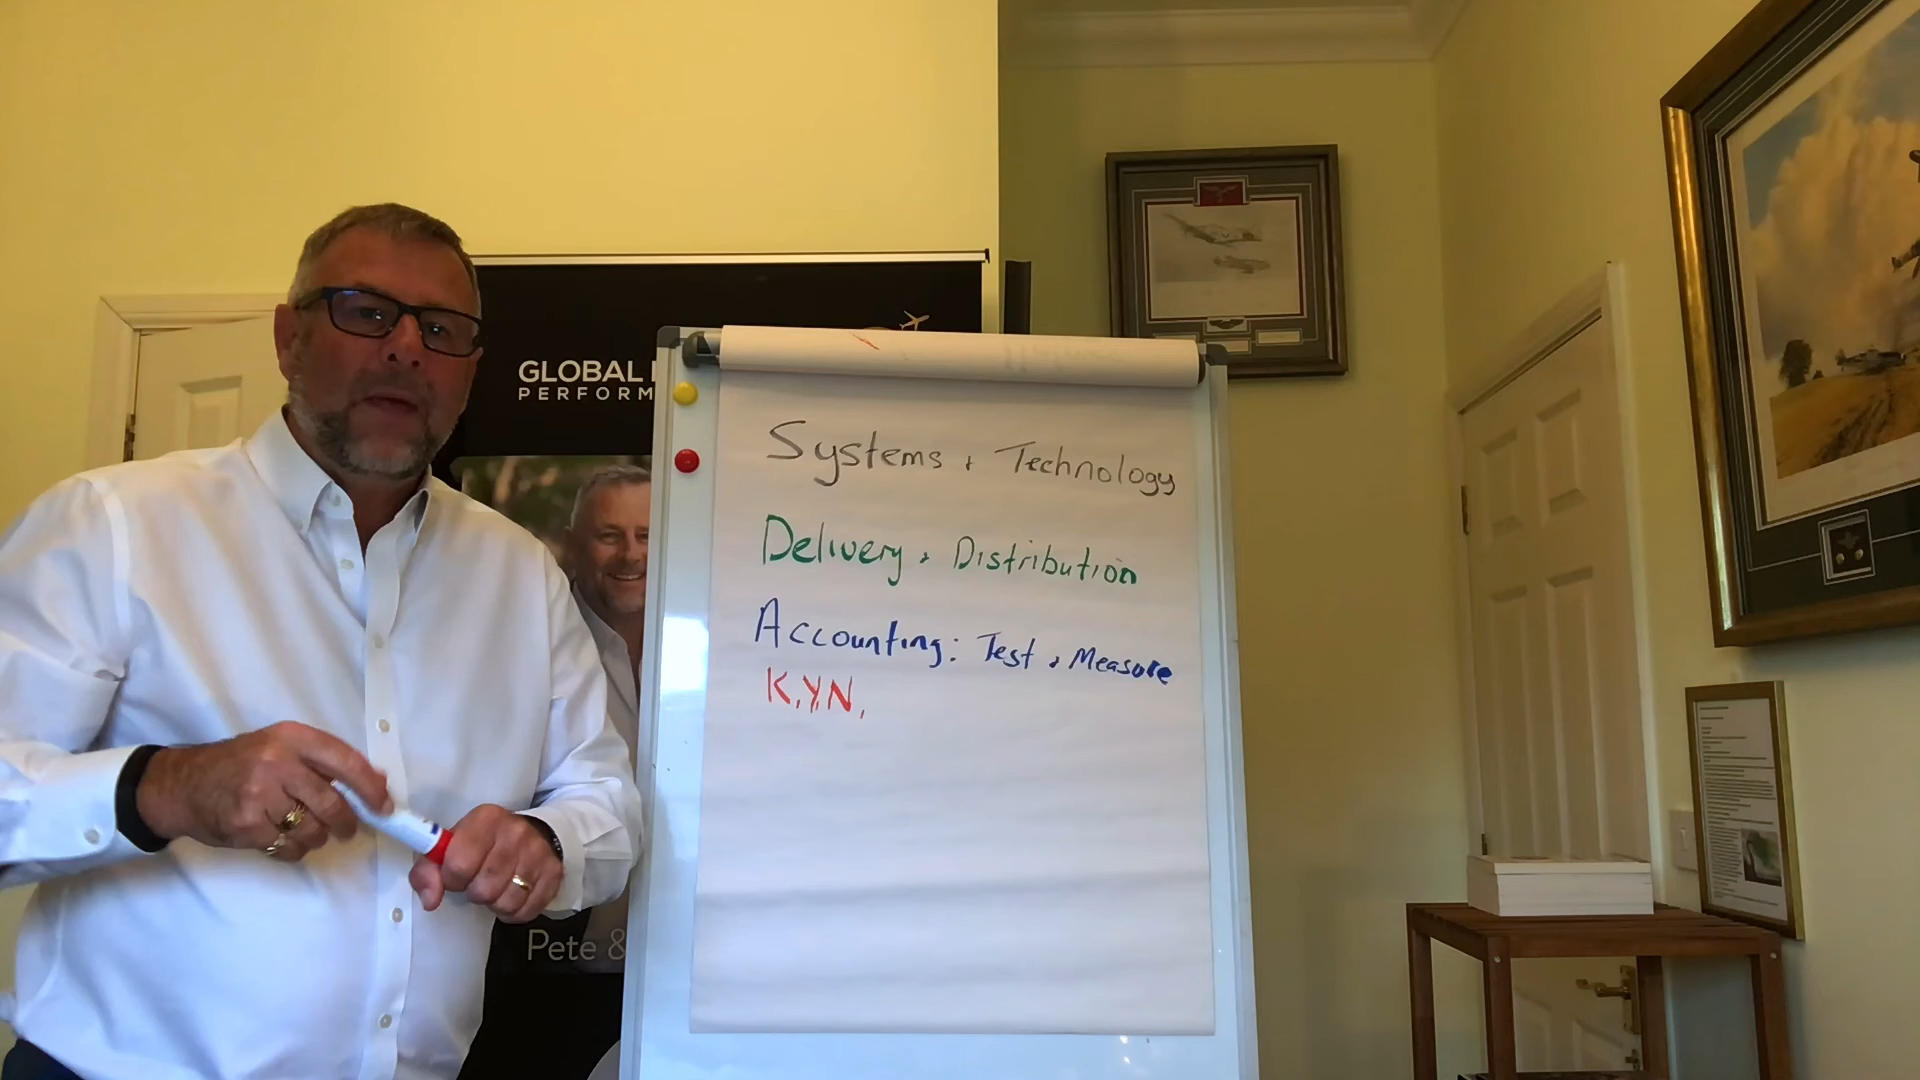 GLOBAL
PERFORM
Systems + Technology
Delivery + Distribution
Accounting: Test + Measure
K.Y.N.
Pete &